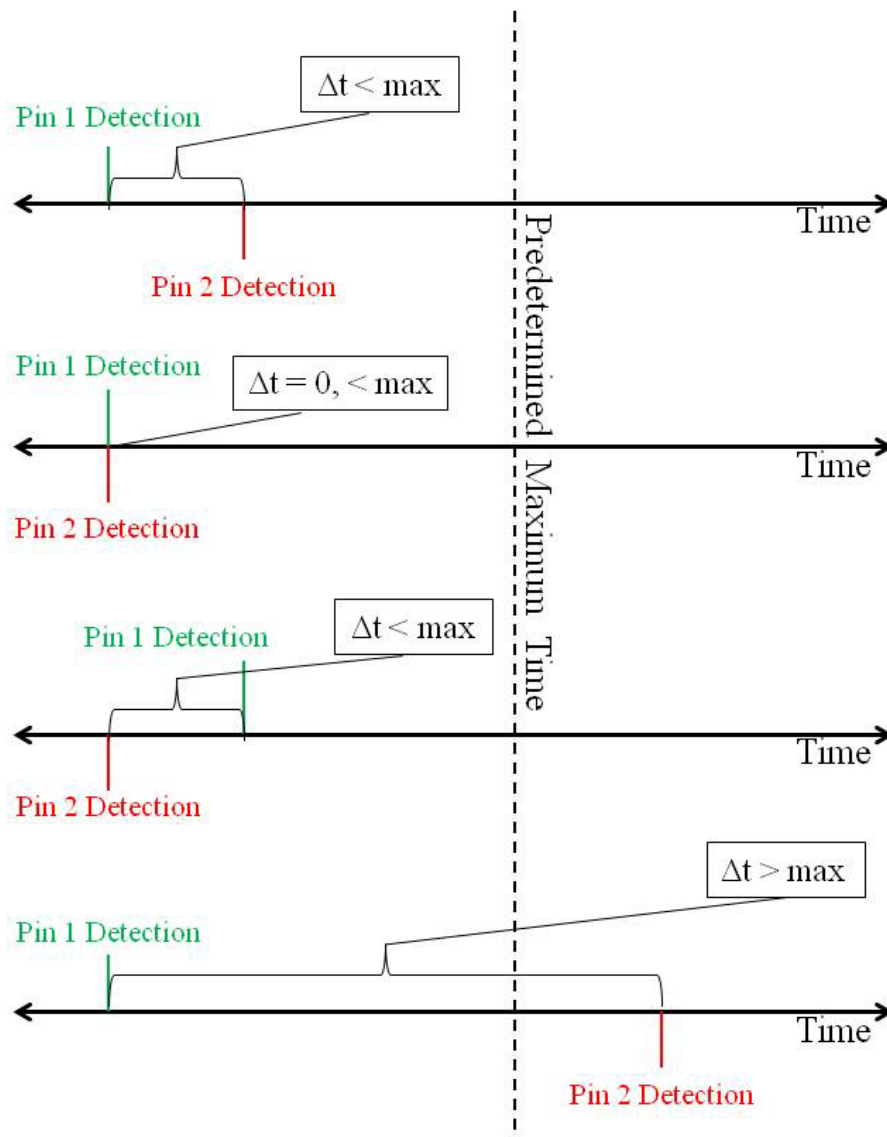 Δt < max
Pin 1 Detection
Time
Pin 2 Detection
Predetermined Maximum Time
Pin 1 Detection
Δt = 0, < max
Time
Pin 2 Detection
Δt < max
Pin 1 Detection
Time
Pin 2 Detection
Δt > max
Pin 1 Detection
Time
Pin 2 Detection